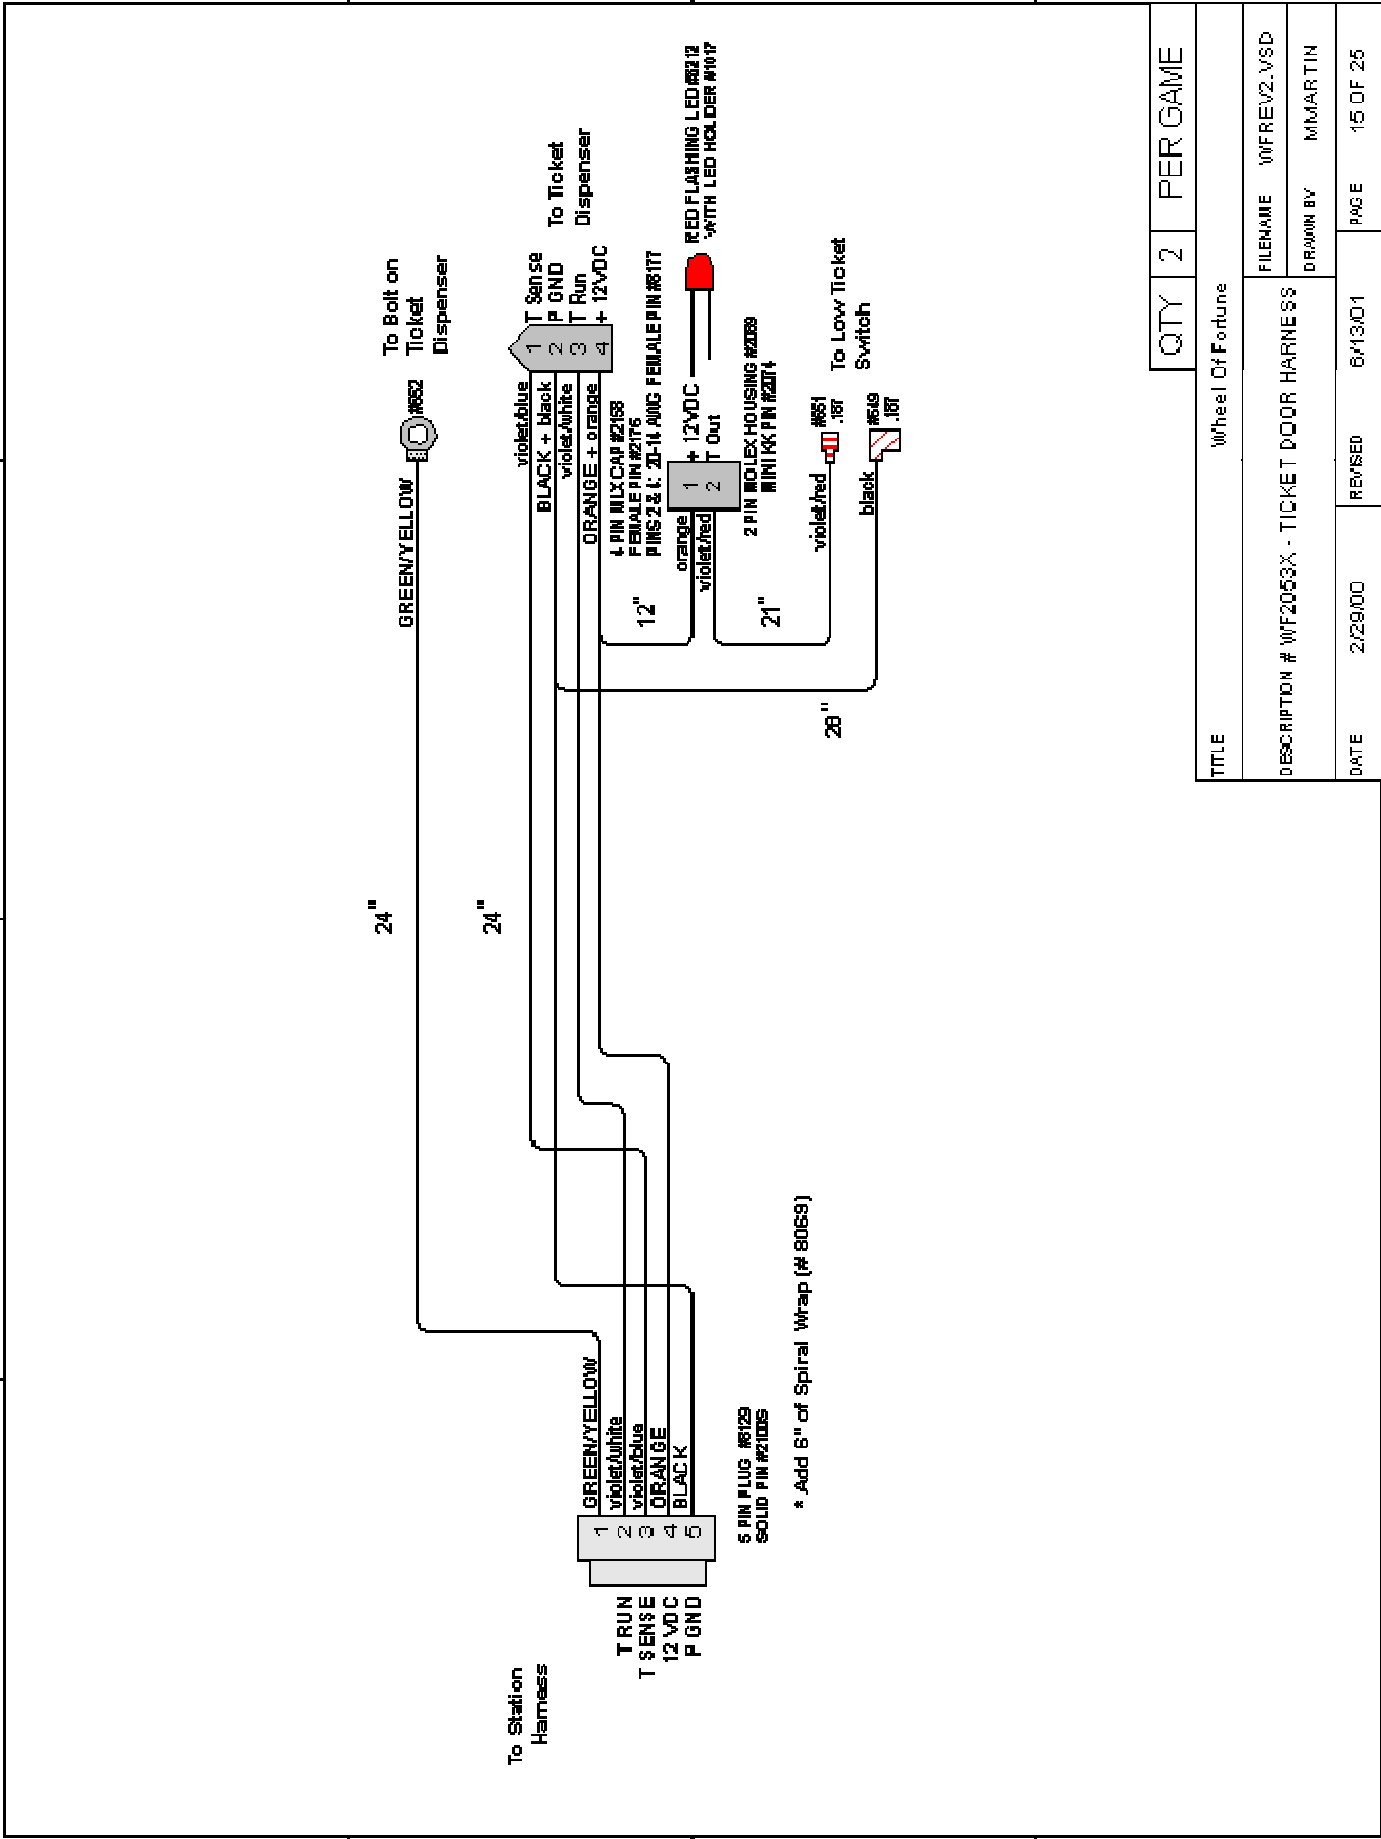 To Station
Harness
T RUN
T SENSE
12 VDC
P GND
1
2
3
4
5
GREEN/YELLOW
violet/white
violet/blue
ORANGE
BLACK
5 PIN PLUG #6129
SOLID PIN #2100S
* Add 6" of Spiral Wrap (# 8069)
24"
24"
GREEN/YELLOW
#652
To Bolt on
Ticket
Dispenser
violet/blue
BLACK + black
violet/white
ORANGE + orange
1
2
3
4
T Sense
P GND
T Run
+ 12VDC
To Ticket
Dispenser
4 PIN MLX CAP #2158
FEMALE PIN #2176
PINS 2 & 4: 20-14 AWG FEMALE PIN #6177
12"
orange
violet/red
1
2
+ 12VDC
T Out
RED FLASHING LED #6212
WITH LED HOLDER #1017
2 PIN MOLEX HOUSING #2089
MINI KK PIN #2074
21"
violet/red
#651
.187
To Low Ticket
Switch
28"
black
#649
.187
QTY 2 PER GAME
TITLE
Wheel Of Fortune
DESCRIPTION # WF2053X - TICKET DOOR HARNESS
FILENAME WFREV2.VSD
DRAWN BY MMARTIN
DATE 2/29/00
REVISED 6/13/01
PAGE 15 OF 25